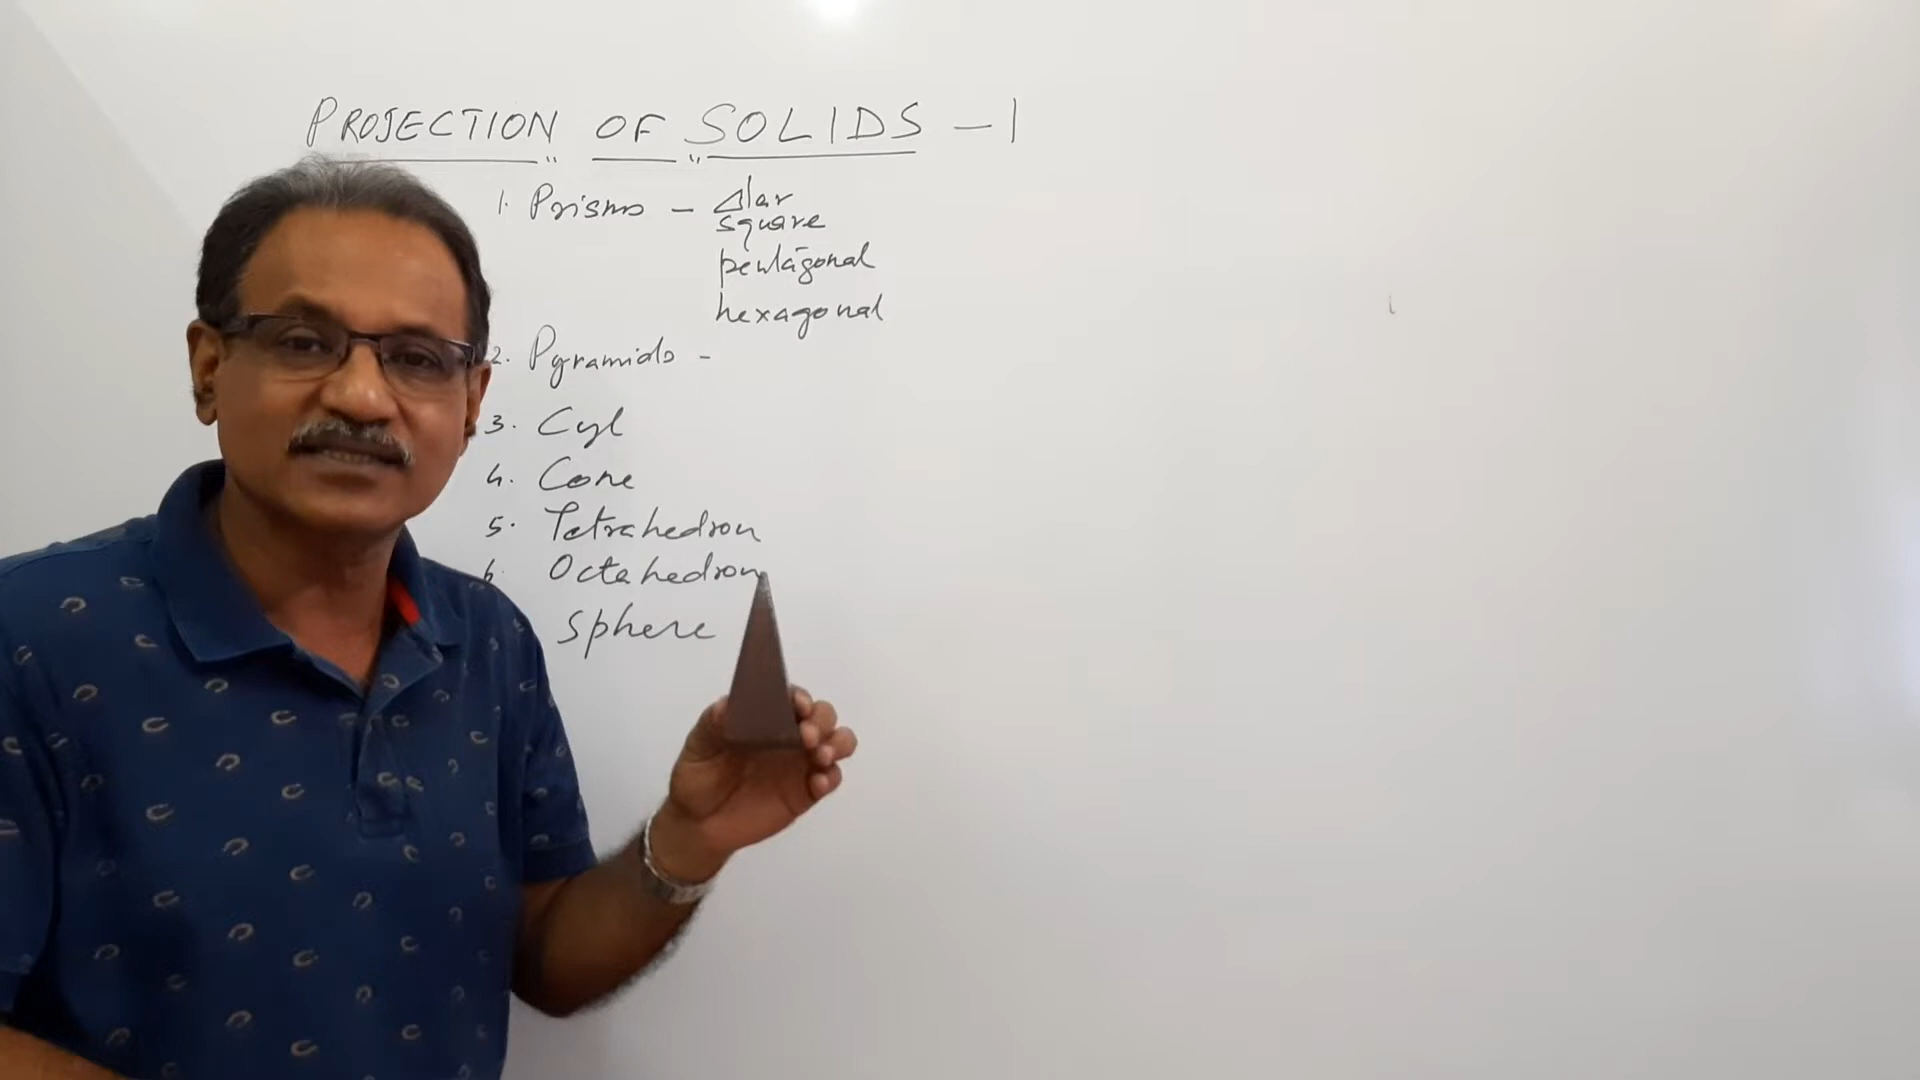 PROJECTION OF SOLIDS - 1
1. Prisms - △lar
square
pentagonal
hexagonal
2. Pyramids -
3. Cyl
4. Cone
5. Tetrahedron
6. Octahedron
Sphere